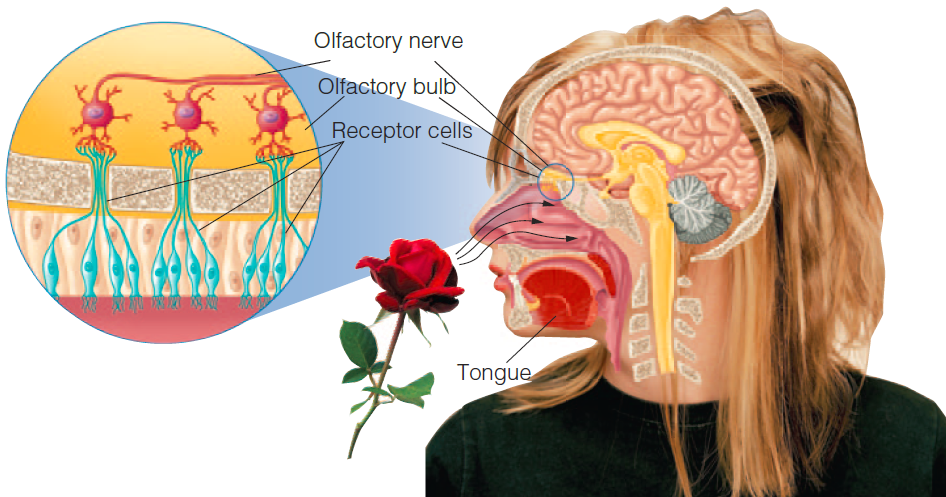 Olfactory nerve
Olfactory bulb
Receptor cells
Tongue